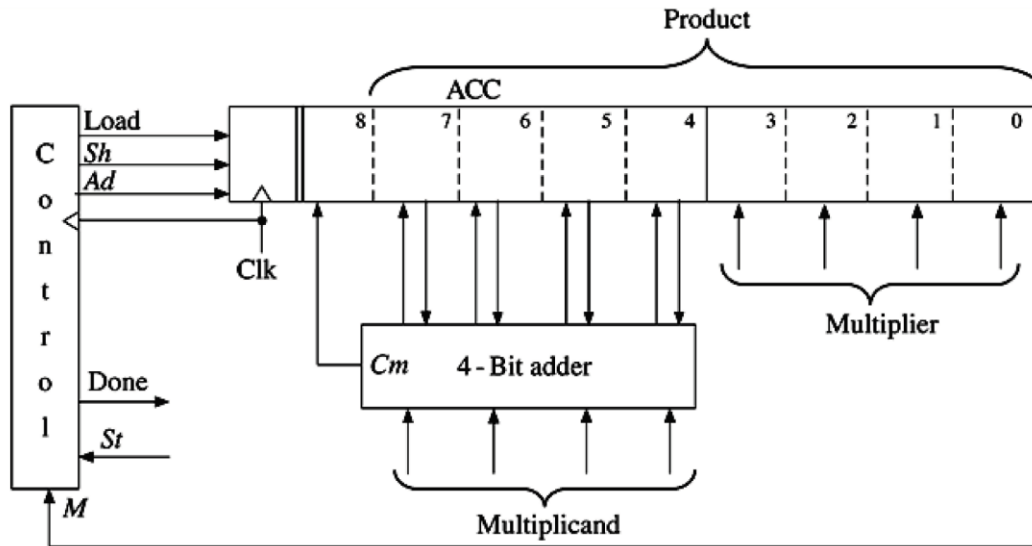 Product
ACC
8 7 6 5 4 3 2 1 0
Load
Sh
Ad
Clk
Control
Multiplier
Cm 4-Bit adder
Done
St
M
Multiplicand